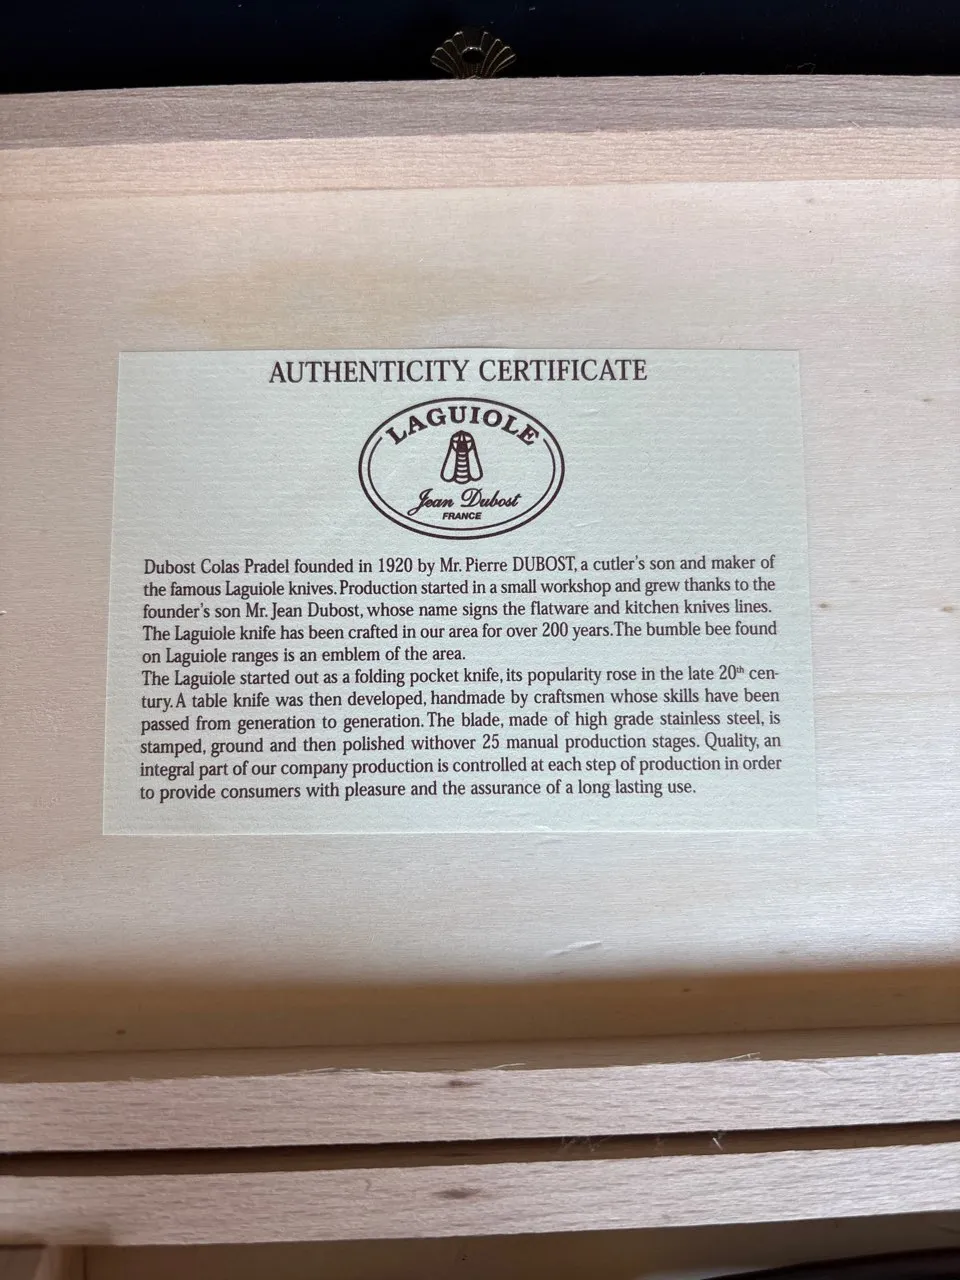 AUTHENTICITY CERTIFICATE
LAGUIOLE
Jean Dubost
FRANCE
Dubost Colas Pradel founded in 1920 by Mr. Pierre DUBOST, a cutler's son and maker of
the famous Laguiole knives. Production started in a small workshop and grew thanks to the
founder's son Mr. Jean Dubost, whose name signs the flatware and kitchen knives lines.
The Laguiole knife has been crafted in our area for over 200 years. The bumble bee found
on Laguiole ranges is an emblem of the area.
The Laguiole started out as a folding pocket knife, its popularity rose in the late 20th cen-
tury. A table knife was then developed, handmade by craftsmen whose skills have been
passed from generation to generation. The blade, made of high grade stainless steel, is
stamped, ground and then polished withover 25 manual production stages. Quality, an
integral part of our company production is controlled at each step of production in order
to provide consumers with pleasure and the assurance of a long lasting use.